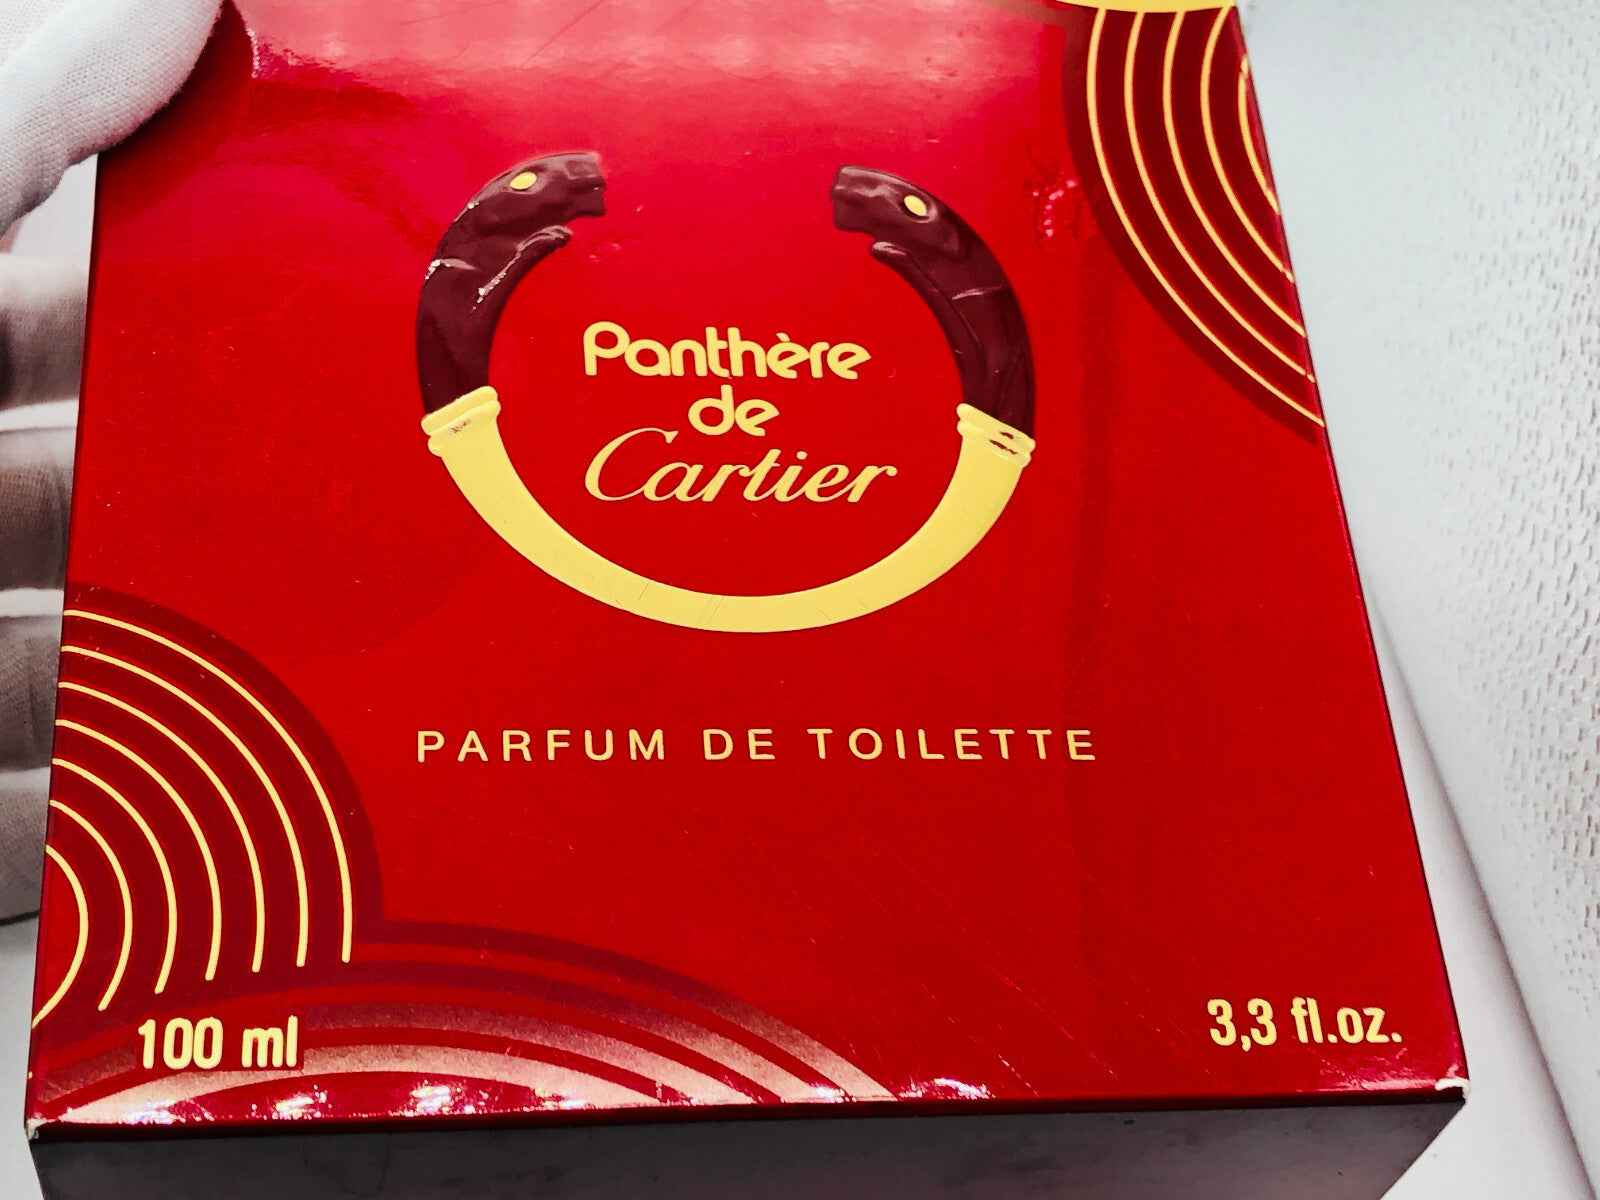 Panthère
de
Cartier
PARFUM DE TOILETTE
100 ml
3,3 fl.oz.